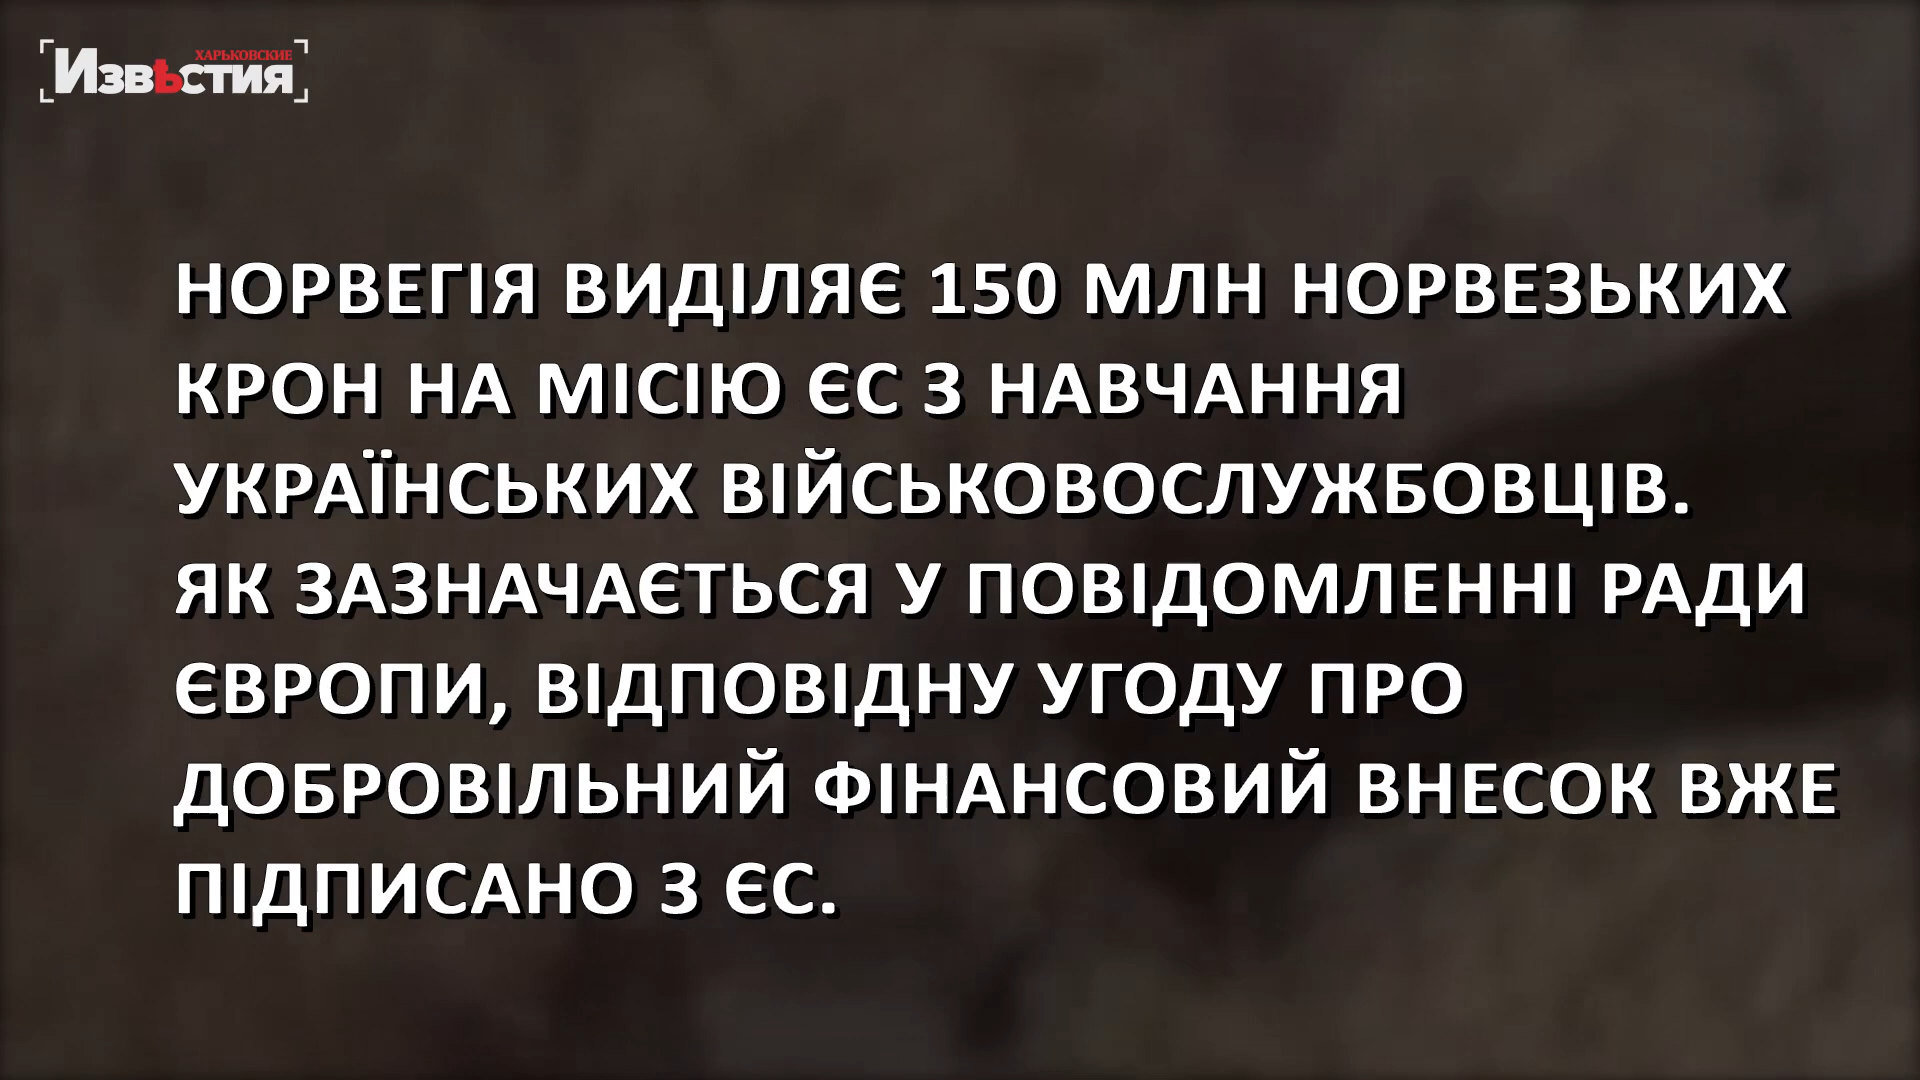 ХАРЬКОВСКИЕ
ИЗВѢСТИЯ
НОРВЕГІЯ ВИДІЛЯЄ 150 МЛН НОРВЕЗЬКИХ
КРОН НА МІСІЮ ЄС З НАВЧАННЯ
УКРАЇНСЬКИХ ВІЙСЬКОВОСЛУЖБОВЦІВ.
ЯК ЗАЗНАЧАЄТЬСЯ У ПОВІДОМЛЕННІ РАДИ
ЄВРОПИ, ВІДПОВІДНУ УГОДУ ПРО
ДОБРОВІЛЬНИЙ ФІНАНСОВИЙ ВНЕСОК ВЖЕ
ПІДПИСАНО З ЄС.